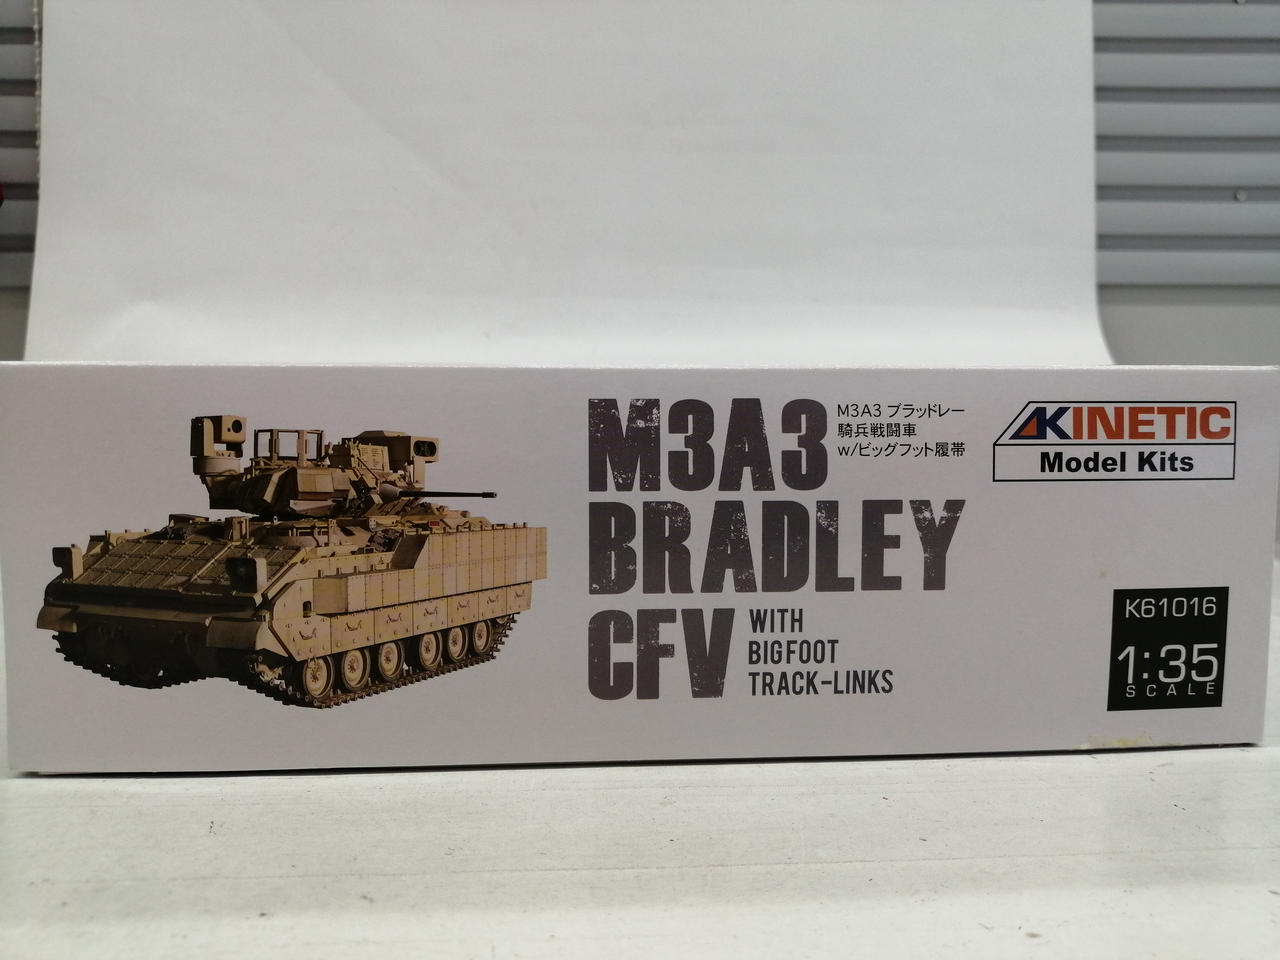 M3A3
BRADLEY
CFV
WITH
BIGFOOT
TRACK-LINKS
M3A3 ブラッドレー
騎兵戦闘車
w/ビッグフット履帯
KINETIC
Model Kits
K61016
1:35
SCALE